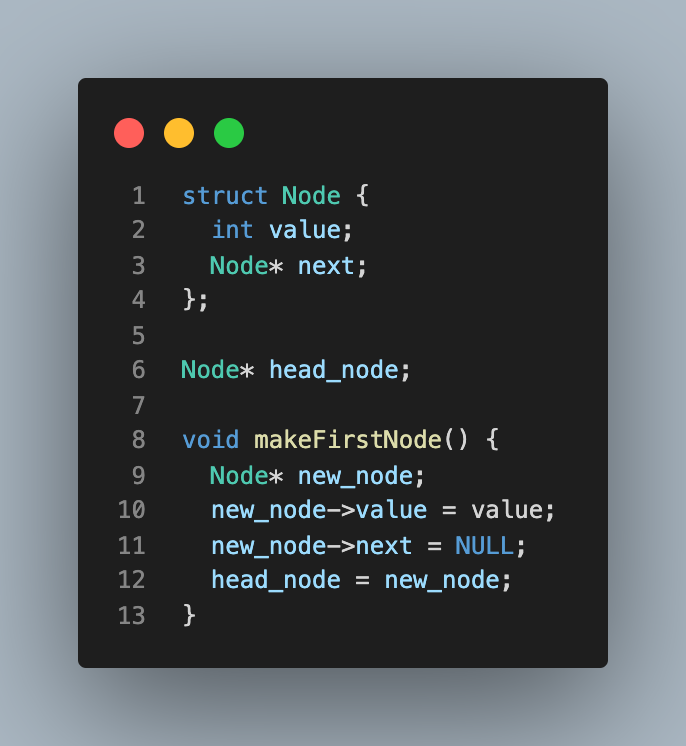 1 struct Node {
2   int value;
3   Node* next;
4 };
5
6 Node* head_node;
7
8 void makeFirstNode() {
9   Node* new_node;
10   new_node->value = value;
11   new_node->next = NULL;
12   head_node = new_node;
13 }